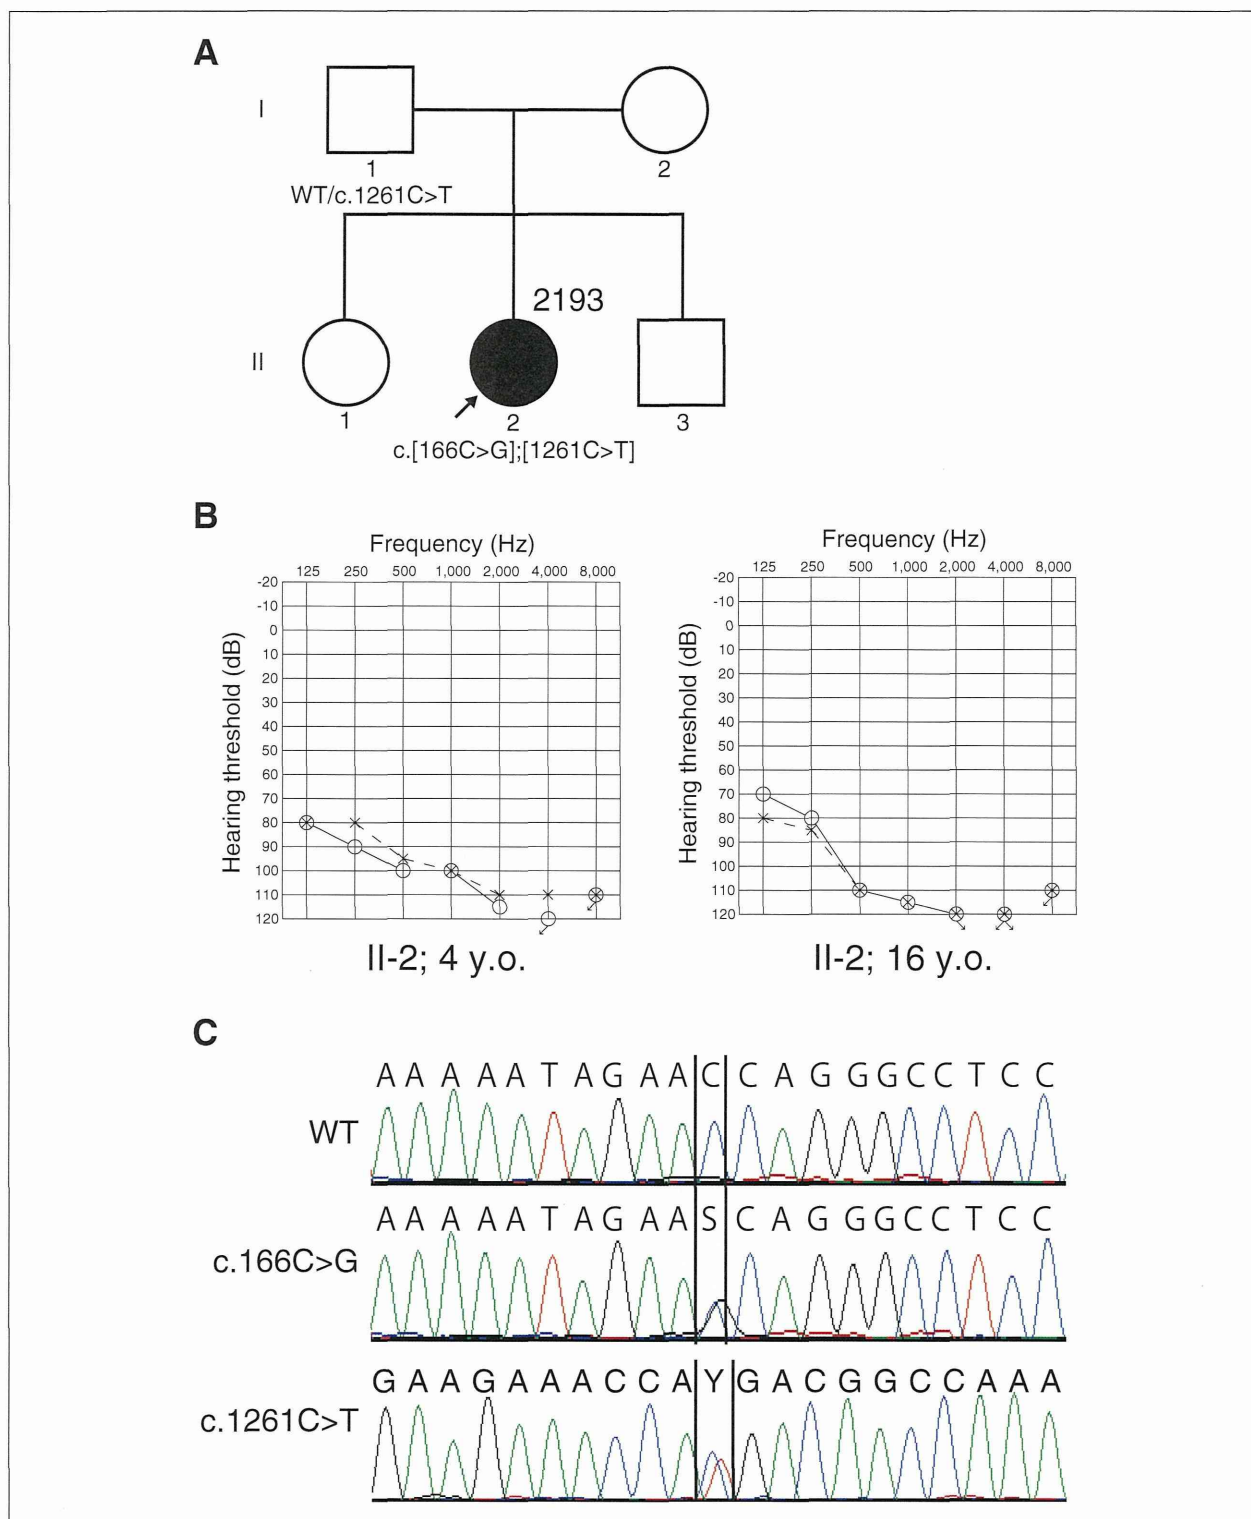 A
I
1
2
WT/c.1261C>T
2193
II
1
2
3
c.[166C>G];[1261C>T]
B
Frequency (Hz)
125 250 500 1,000 2,000 4,000 8,000
Hearing threshold (dB)
-20
-10
0
10
20
30
40
50
60
70
80
90
100
110
120
II-2; 4 y.o.
Frequency (Hz)
125 250 500 1,000 2,000 4,000 8,000
Hearing threshold (dB)
-20
-10
0
10
20
30
40
50
60
70
80
90
100
110
120
II-2; 16 y.o.
C
A A A A A T A G A A C C A G G G C C T C C
WT
A A A A A T A G A A S C A G G G C C T C C
c.166C>G
G A A G A A A C C A Y G A C G G C C A A A
c.1261C>T